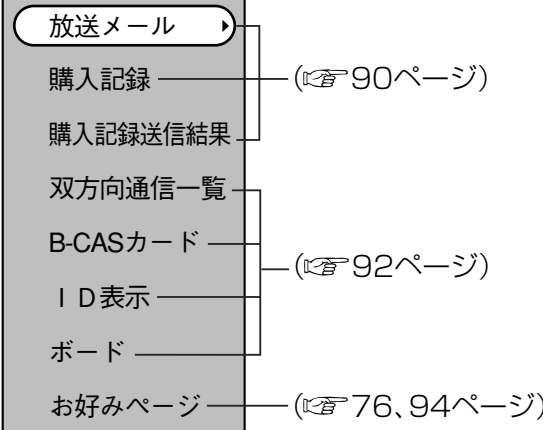 放送メール
購入記録 (☞90ページ)
購入記録送信結果
双方向通信一覧
B-CASカード
(☞92ページ)
ＩＤ表示
ボード
お好みページ (☞76、94ページ)